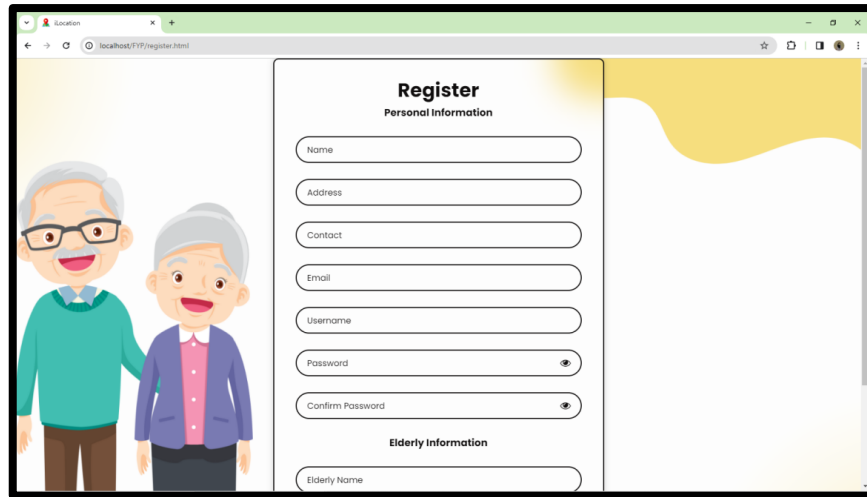 iLocation
localhost/FYP/register.html
Register
Personal Information
Name
Address
Contact
Email
Username
Password
Confirm Password
Elderly Information
Elderly Name